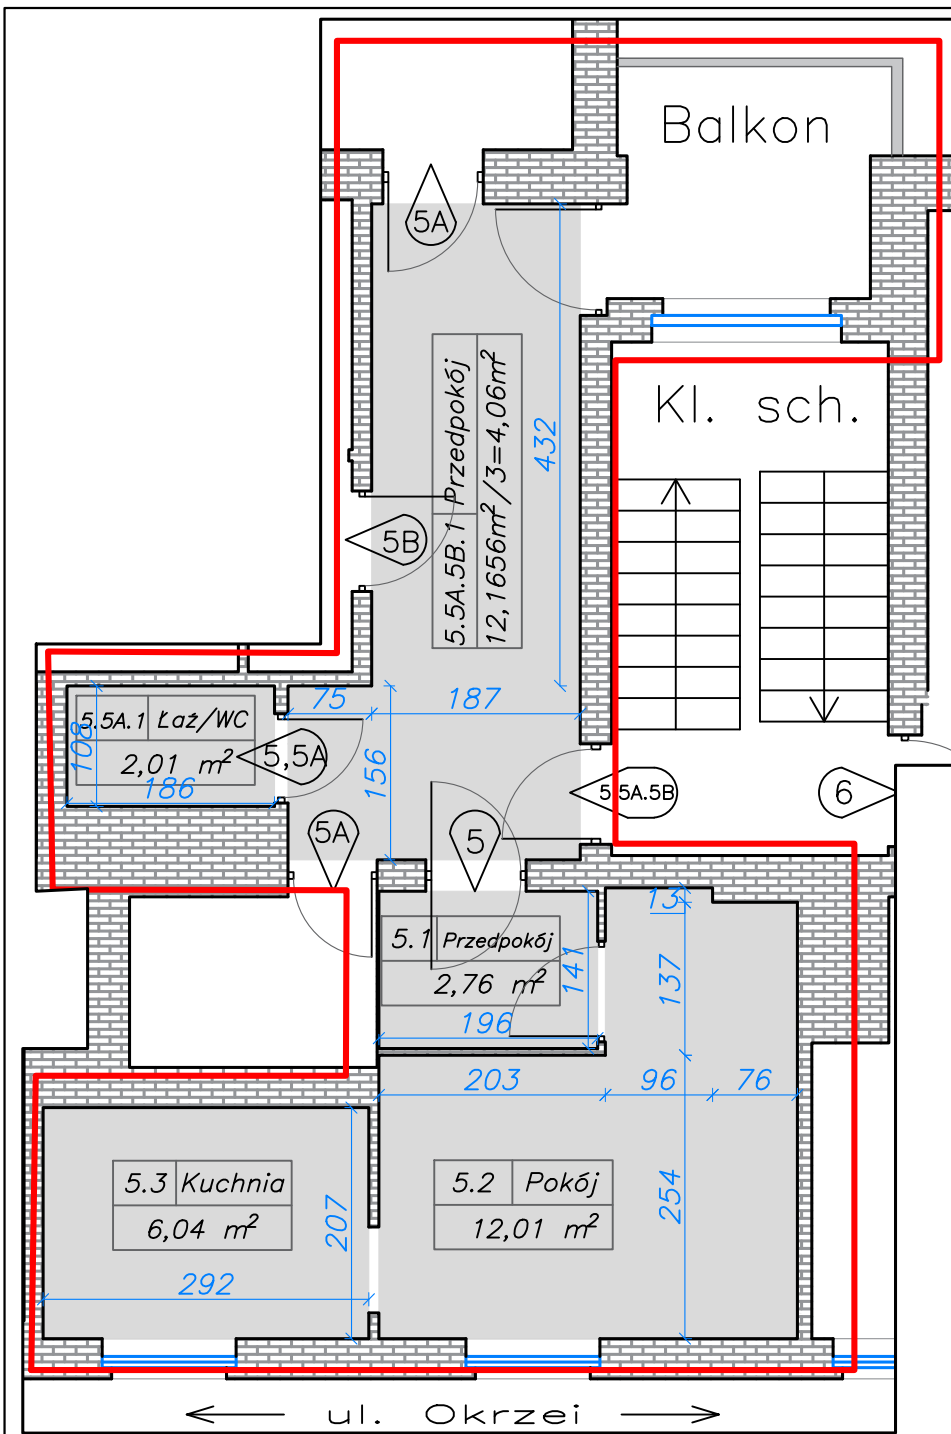 Balkon
5A
Kl. sch.
5.5A.5B.1 Przedpokój
12,1656m²/3=4,06m²
432
5B
75
187
5.5A.1 Łaź/WC
2,01 m²
108
186
5,5A
156
5.5A.5B
6
5A
5
5.1 Przedpokój
2,76 m²
141
196
13
137
203
96
76
5.3 Kuchnia
6,04 m²
207
292
5.2 Pokój
12,01 m²
254
ul. Okrzei